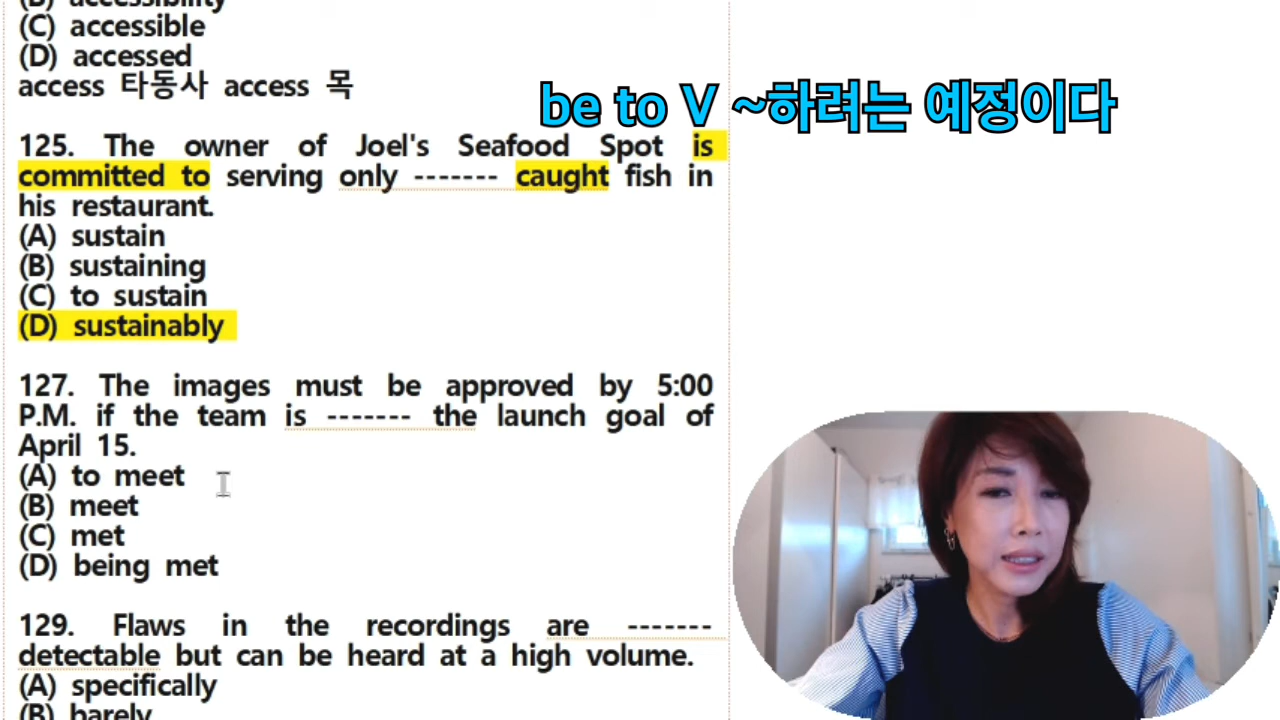 (B) accessibility
(C) accessible
(D) accessed
access 타동사 access 목
be to V ~하려는 예정이다
125. The owner of Joel's Seafood Spot is
committed to serving only ------- caught fish in
his restaurant.
(A) sustain
(B) sustaining
(C) to sustain
(D) sustainably
127. The images must be approved by 5:00
P.M. if the team is ------- the launch goal of
April 15.
(A) to meet
(B) meet
(C) met
(D) being met
129. Flaws in the recordings are -------
detectable but can be heard at a high volume.
(A) specifically
(B) barely